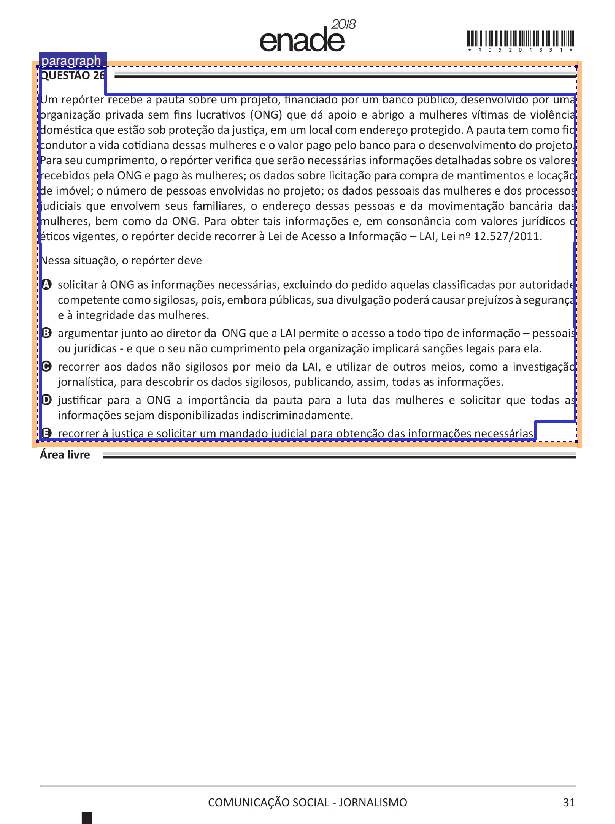 enade
2018
*R0520183 1*
paragraph
QUESTÃO 26
Um repórter recebe a pauta sobre um projeto, financiado por um banco público, desenvolvido por uma
organização privada sem fins lucrativos (ONG) que dá apoio e abrigo a mulheres vítimas de violência
doméstica que estão sob proteção da justiça, em um local com endereço protegido. A pauta tem como fio
condutor a vida cotidiana dessas mulheres e o valor pago pelo banco para o desenvolvimento do projeto.
Para seu cumprimento, o repórter verifica que serão necessárias informações detalhadas sobre os valores
recebidos pela ONG e pago às mulheres; os dados sobre licitação para compra de mantimentos e locação
de imóvel; o número de pessoas envolvidas no projeto; os dados pessoais das mulheres e dos processos
judiciais que envolvem seus familiares, o endereço dessas pessoas e da movimentação bancária das
mulheres, bem como da ONG. Para obter tais informações e, em consonância com valores jurídicos e
éticos vigentes, o repórter decide recorrer à Lei de Acesso a Informação – LAI, Lei nº 12.527/2011.
Nessa situação, o repórter deve
A solicitar à ONG as informações necessárias, excluindo do pedido aquelas classificadas por autoridade
competente como sigilosas, pois, embora públicas, sua divulgação poderá causar prejuízos à segurança
e à integridade das mulheres.
B argumentar junto ao diretor da ONG que a LAI permite o acesso a todo tipo de informação – pessoais
ou jurídicas - e que o seu não cumprimento pela organização implicará sanções legais para ela.
C recorrer aos dados não sigilosos por meio da LAI, e utilizar de outros meios, como a investigação
jornalística, para descobrir os dados sigilosos, publicando, assim, todas as informações.
D justificar para a ONG a importância da pauta para a luta das mulheres e solicitar que todas as
informações sejam disponibilizadas indiscriminadamente.
E recorrer à justiça e solicitar um mandado judicial para obtenção das informações necessárias.
Área livre
COMUNICAÇÃO SOCIAL - JORNALISMO
31